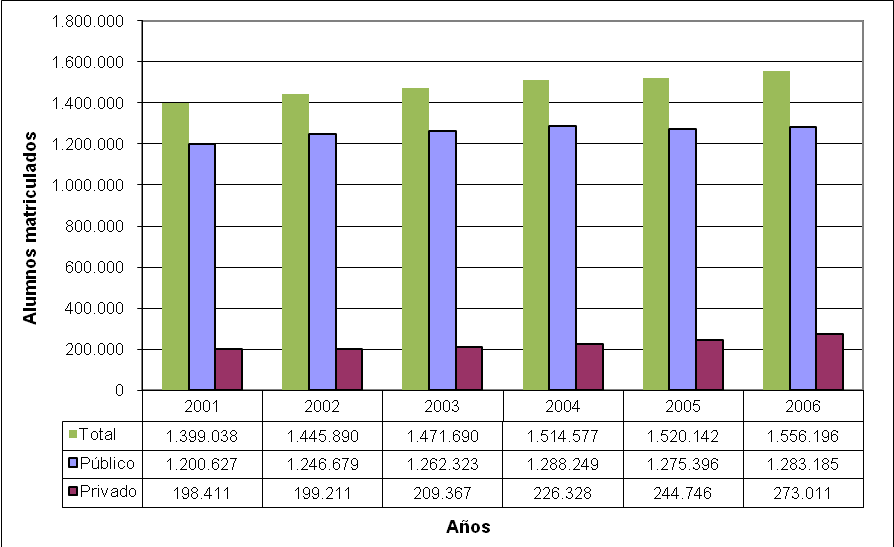 1.800.000
1.600.000
1.400.000
1.200.000
1.000.000
800.000
600.000
400.000
200.000
0
Alumnos matriculados
2001 2002 2003 2004 2005 2006
Total 1.399.038 1.445.890 1.471.690 1.514.577 1.520.142 1.556.196
Público 1.200.627 1.246.679 1.262.323 1.288.249 1.275.396 1.283.185
Privado 198.411 199.211 209.367 226.328 244.746 273.011
Años